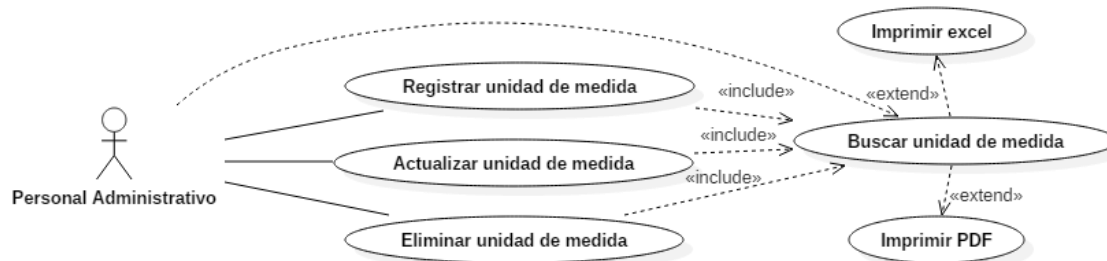 Imprimir excel
Registrar unidad de medida
«include»
«extend»
«include»
Buscar unidad de medida
Actualizar unidad de medida
«include»
Personal Administrativo
«extend»
Eliminar unidad de medida
Imprimir PDF